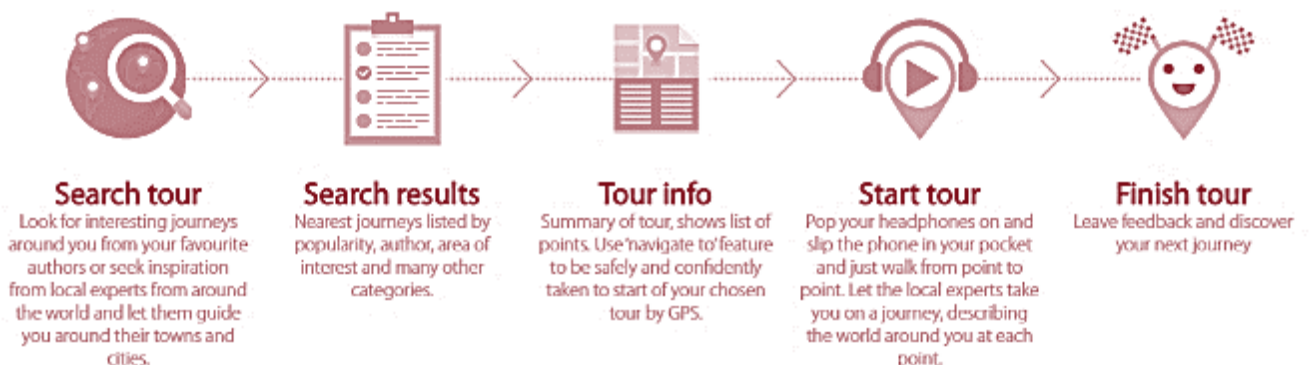 Search tour
Look for interesting journeys
around you from your favourite
authors or seek inspiration
from local experts from around
the world and let them guide
you around their towns and
cities.
Search results
Nearest journeys listed by
popularity, author, area of
interest and many other
categories.
Tour info
Summary of tour, shows list of
points. Use 'navigate to' feature
to be safely and confidently
taken to start of your chosen
tour by GPS.
Start tour
Pop your headphones on and
slip the phone in your pocket
and just walk from point to
point. Let the local experts take
you on a journey, describing
the world around you at each
point.
Finish tour
Leave feedback and discover
your next journey